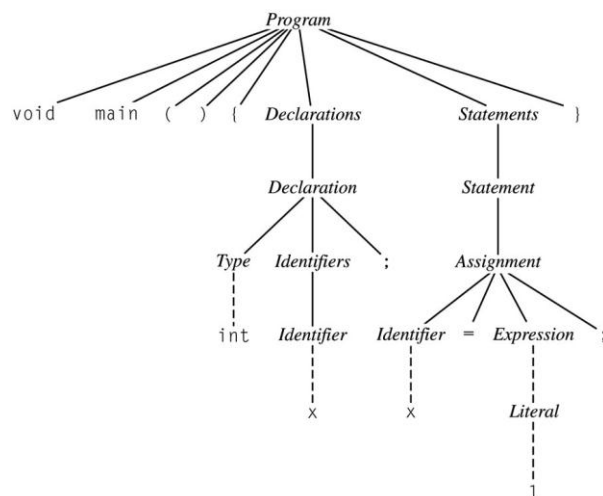 Program
void main ( ) { Declarations Statements }
Declaration Statement
Type Identifiers ; Assignment
int Identifier Identifier = Expression ;
x x Literal
1